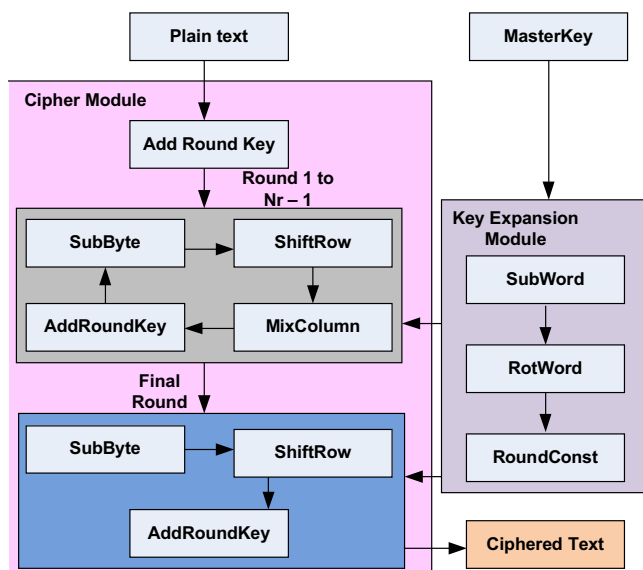 Plain text
MasterKey
Cipher Module
Add Round Key
Round 1 to
Nr – 1
SubByte
ShiftRow
AddRoundKey
MixColumn
Key Expansion
Module
SubWord
RotWord
RoundConst
Final
Round
SubByte
ShiftRow
AddRoundKey
Ciphered Text